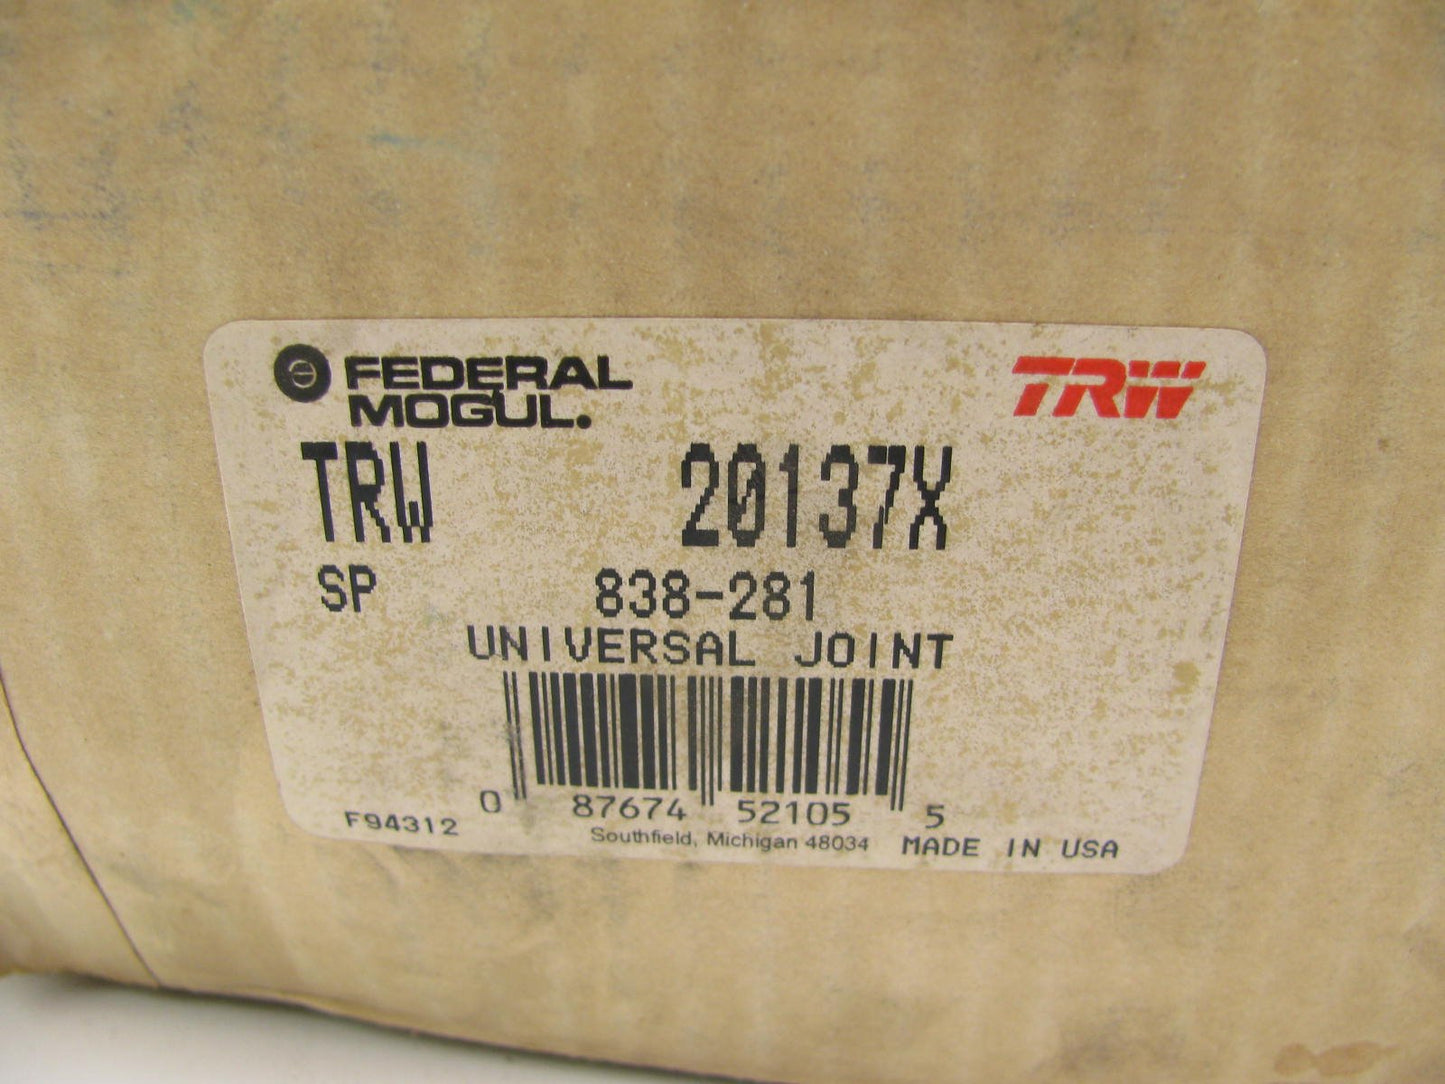 FEDERAL
MOGUL.
TRW
TRW 20137X
SP 838-281
UNIVERSAL JOINT
0 87674 52105 5
F94312 Southfield, Michigan 48034 MADE IN USA